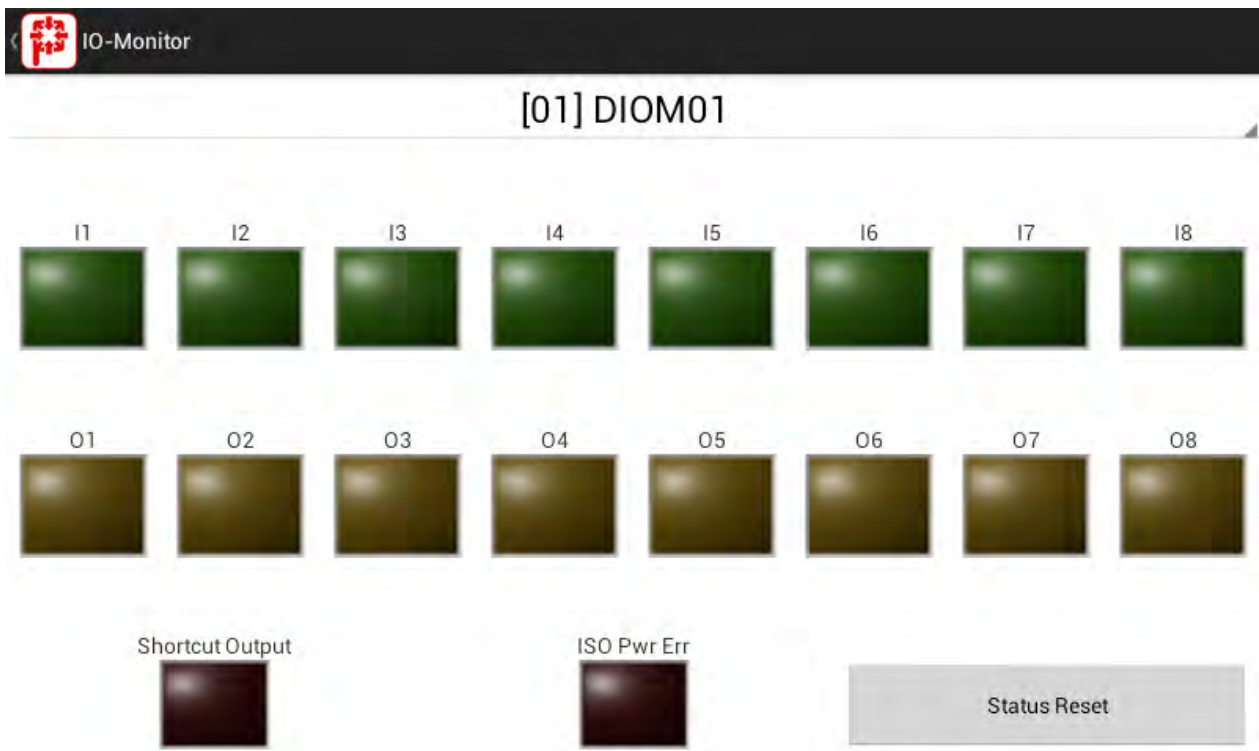 IO-Monitor
[01] DIOM01
I1 I2 I3 I4 I5 I6 I7 I8
O1 O2 O3 O4 O5 O6 O7 O8
Shortcut Output ISO Pwr Err
Status Reset